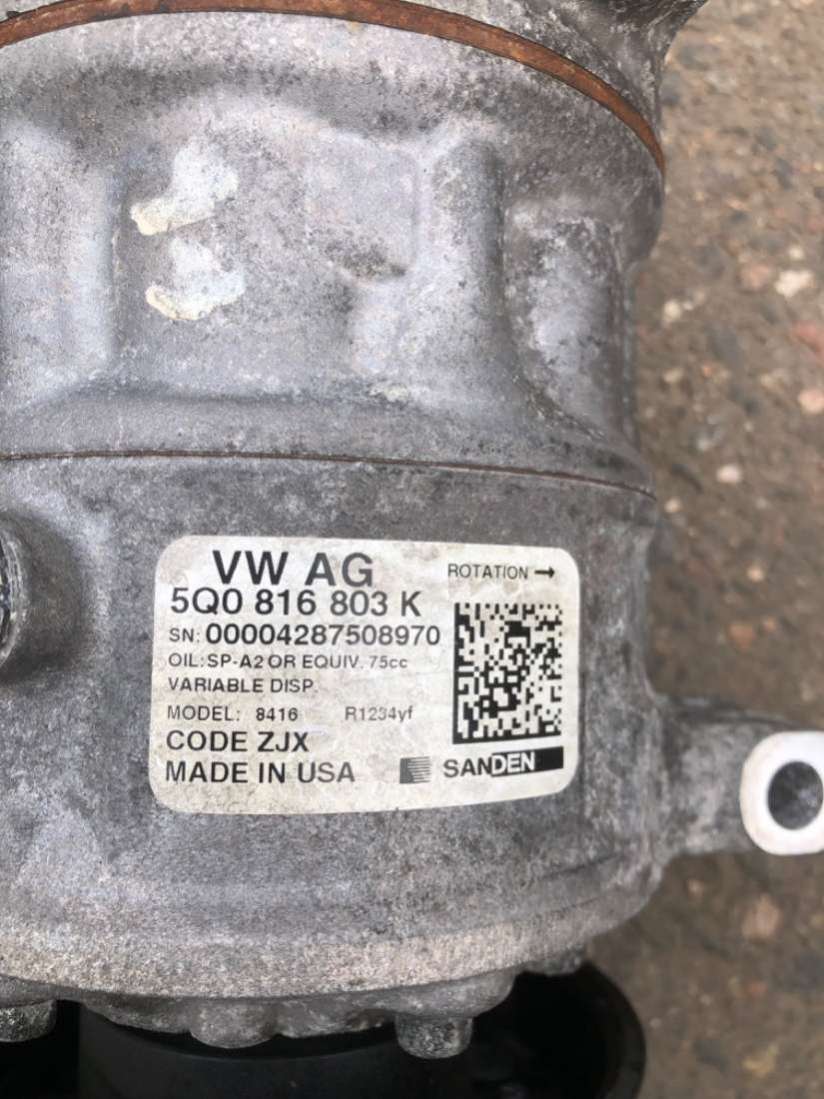 VW AG
ROTATION →
5Q0 816 803 K
SN: 00004287508970
OIL: SP-A2 OR EQUIV. 75cc
VARIABLE DISP.
MODEL: 8416 R1234yf
CODE ZJX
MADE IN USA
SANDEN